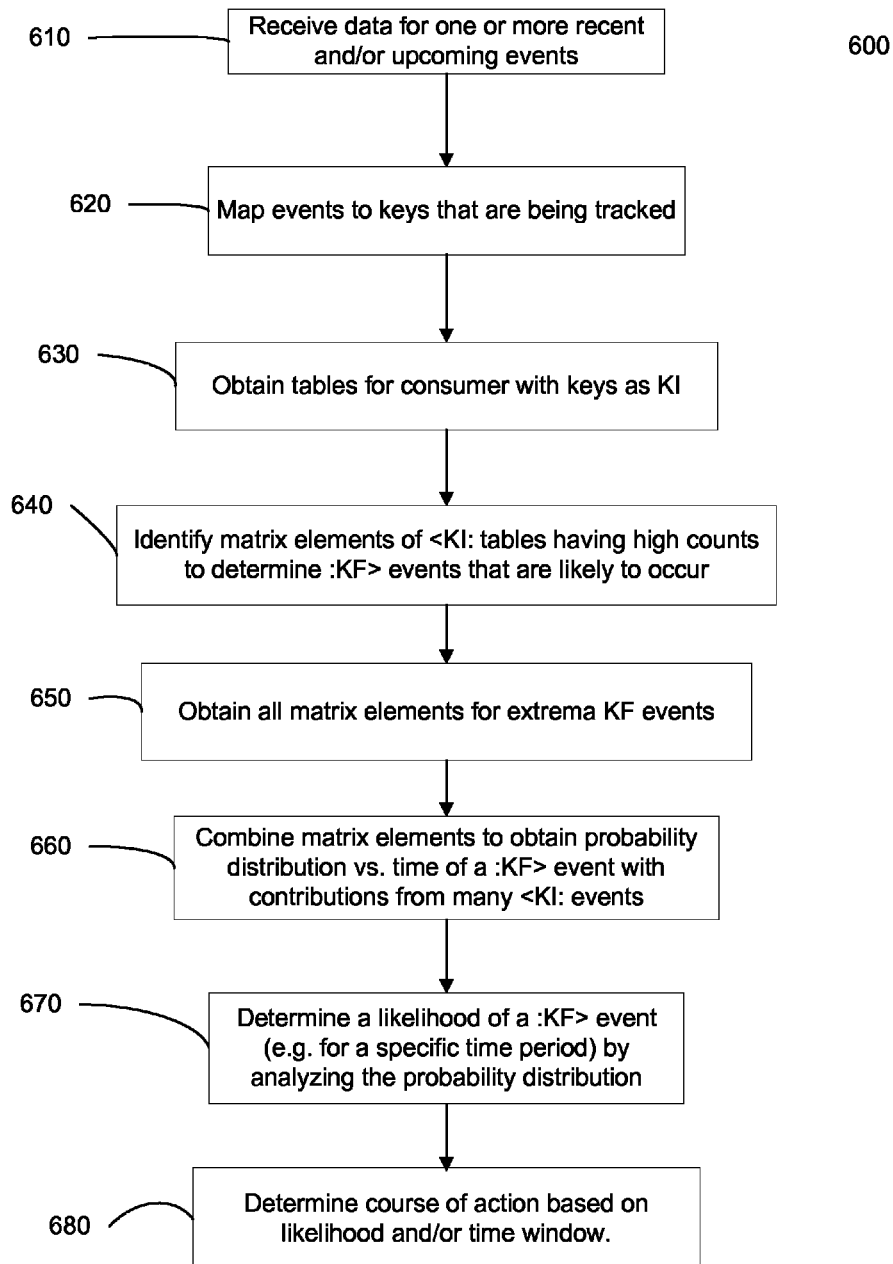 610
Receive data for one or more recent
and/or upcoming events
600
620
Map events to keys that are being tracked
630
Obtain tables for consumer with keys as KI
640
Identify matrix elements of <KI: tables having high counts
to determine :KF> events that are likely to occur
650
Obtain all matrix elements for extrema KF events
660
Combine matrix elements to obtain probability
distribution vs. time of a :KF> event with
contributions from many <KI: events
670
Determine a likelihood of a :KF> event
(e.g. for a specific time period) by
analyzing the probability distribution
680
Determine course of action based on
likelihood and/or time window.